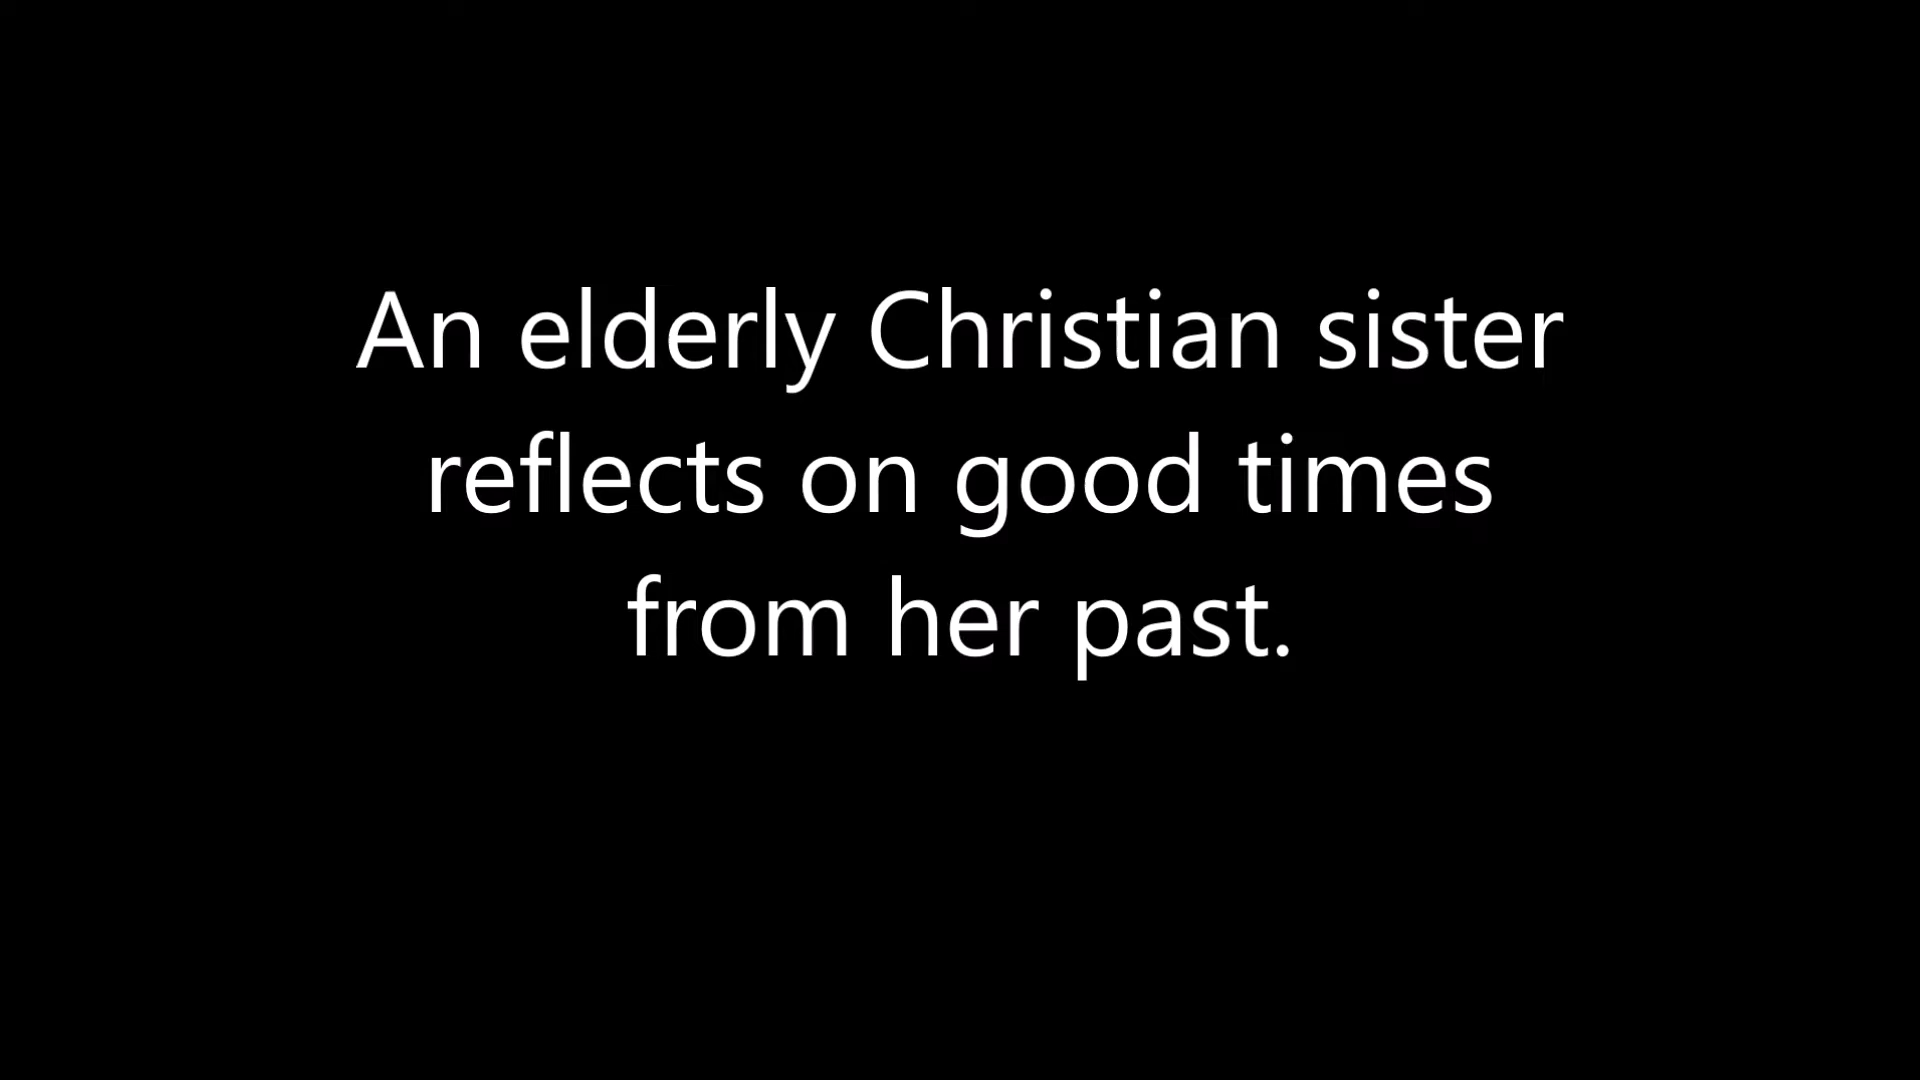 An elderly Christian sister
reflects on good times
from her past.